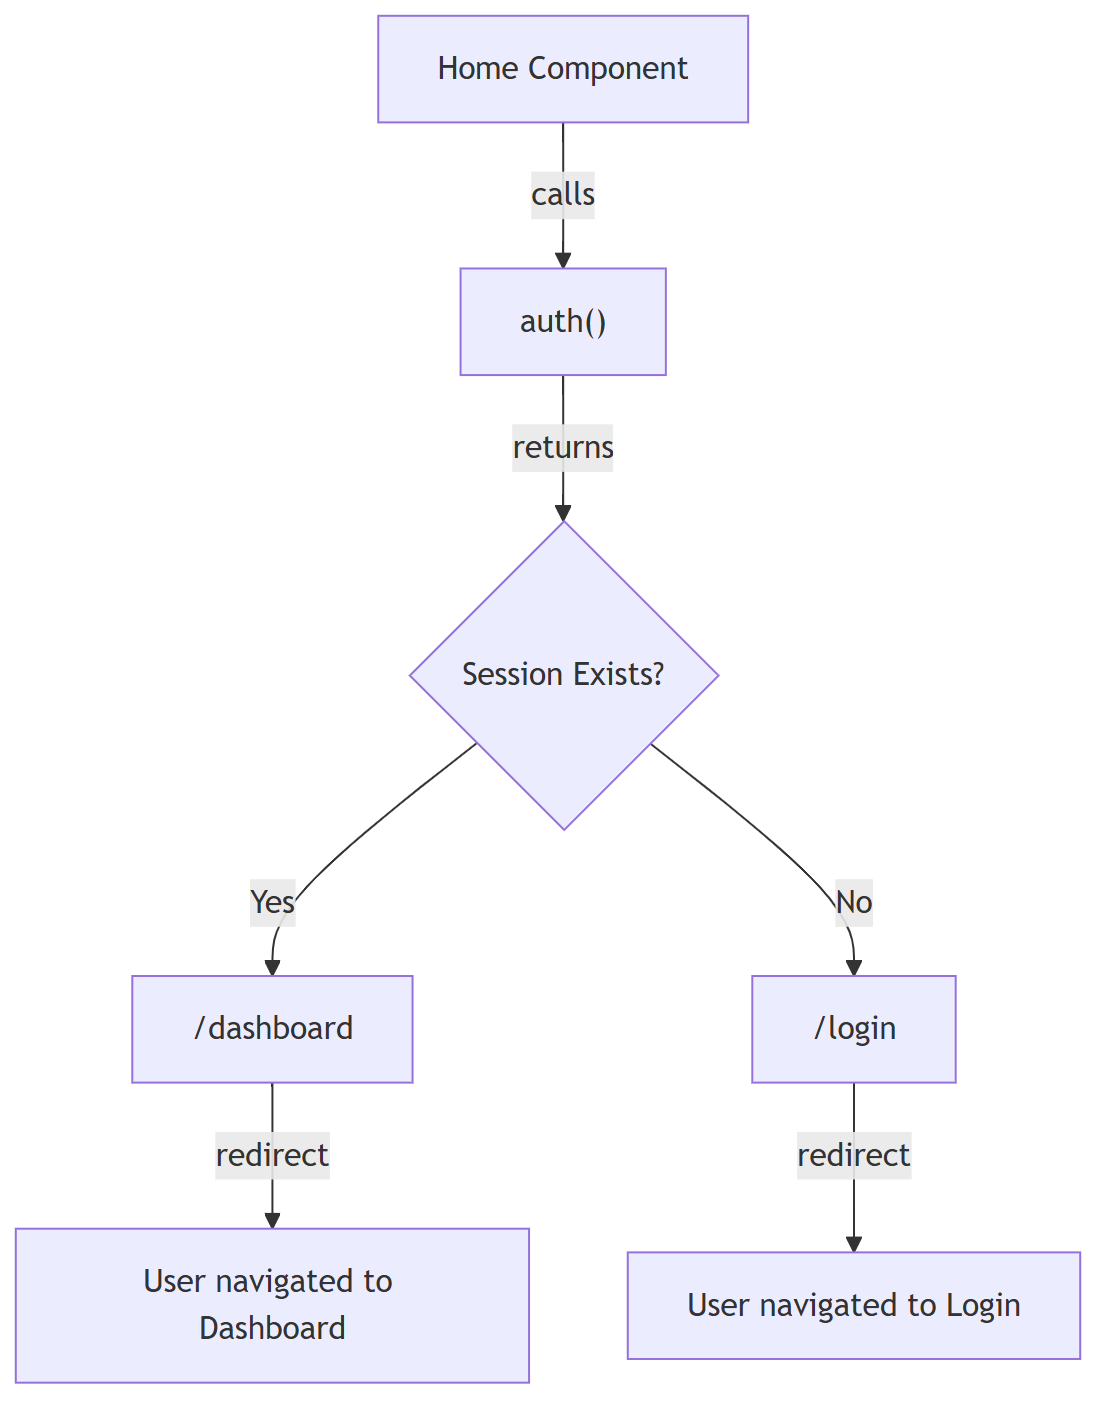 Home Component
calls
auth()
returns
Session Exists?
Yes
No
/dashboard
/login
redirect
redirect
User navigated to
Dashboard
User navigated to Login